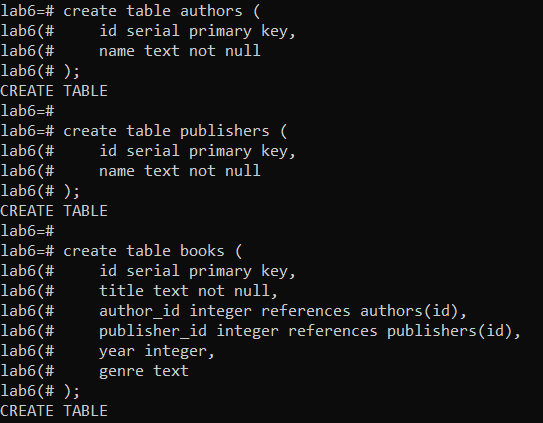 lab6=# create table authors (
lab6(#     id serial primary key,
lab6(#     name text not null
lab6(# );
CREATE TABLE
lab6=#
lab6=# create table publishers (
lab6(#     id serial primary key,
lab6(#     name text not null
lab6(# );
CREATE TABLE
lab6=#
lab6=# create table books (
lab6(#     id serial primary key,
lab6(#     title text not null,
lab6(#     author_id integer references authors(id),
lab6(#     publisher_id integer references publishers(id),
lab6(#     year integer,
lab6(#     genre text
lab6(# );
CREATE TABLE